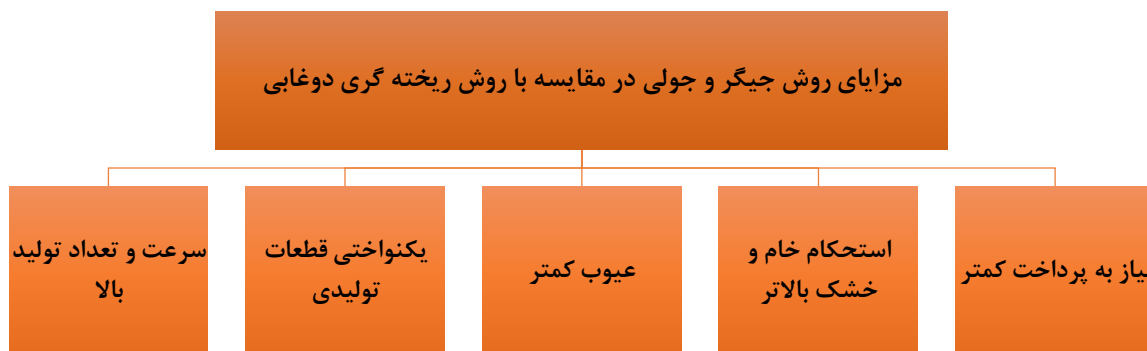 مزایای روش جیگر و جولی در مقایسه با روش ریخته گری دوغابی
نیاز به پرداخت کمتر
استحکام خام و
خشک بالاتر
عیوب کمتر
یکنواختی قطعات
تولیدی
سرعت و تعداد تولید
بالا